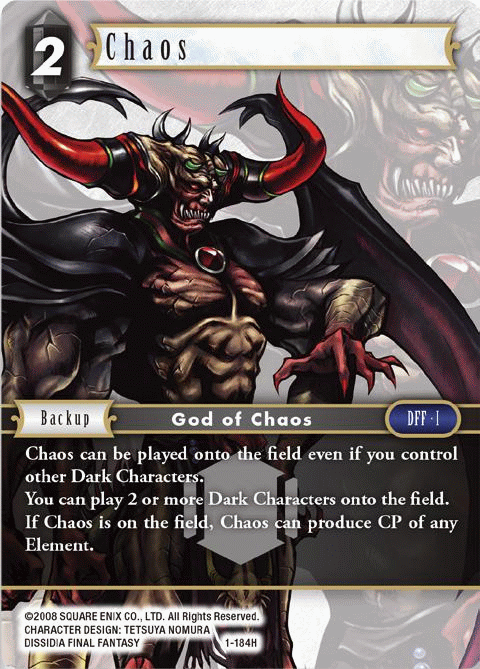 2
Chaos
Backup
God of Chaos
DFF·I
Chaos can be played onto the field even if you control
other Dark Characters.
You can play 2 or more Dark Characters onto the field.
If Chaos is on the field, Chaos can produce CP of any
Element.
©2008 SQUARE ENIX CO., LTD. All Rights Reserved.
CHARACTER DESIGN: TETSUYA NOMURA
DISSIDIA FINAL FANTASY
1-184H